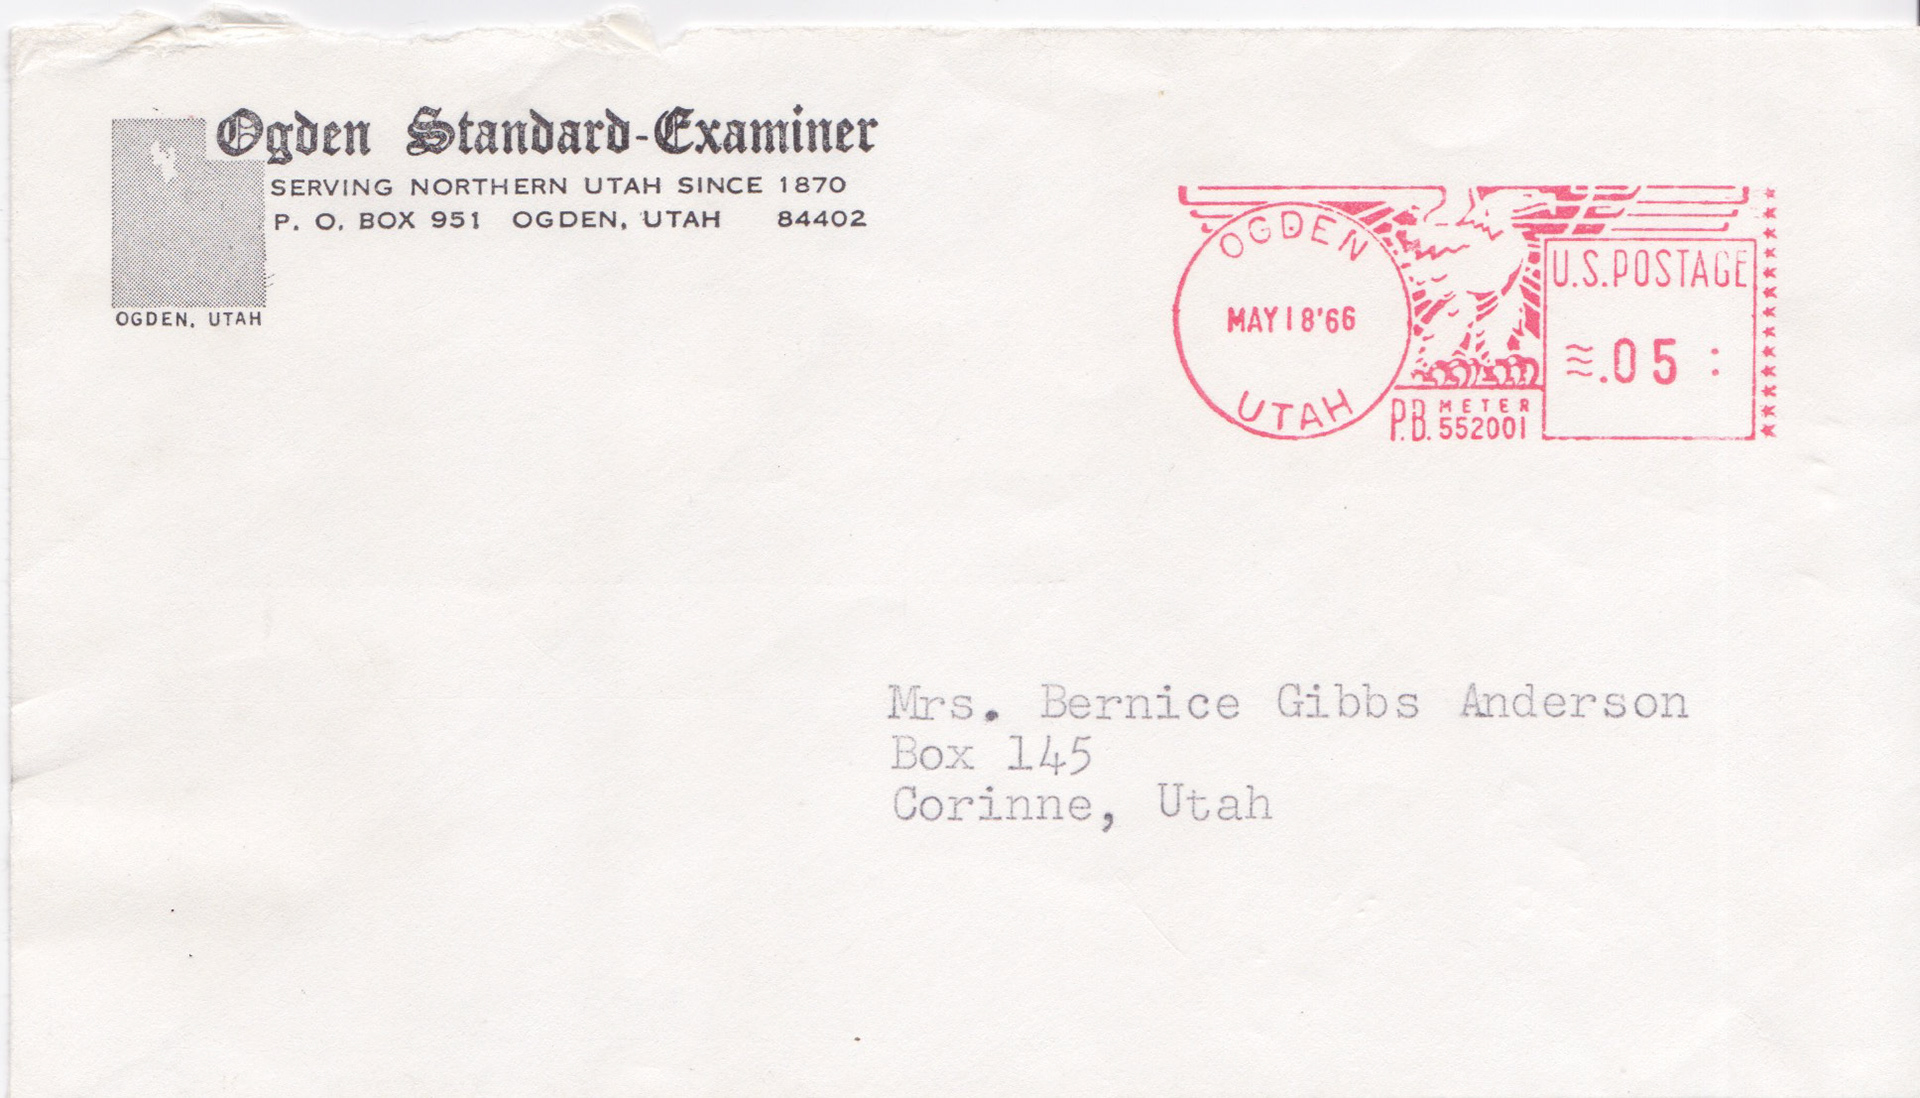 Ogden Standard-Examiner
SERVING NORTHERN UTAH SINCE 1870
P. O. BOX 951 OGDEN, UTAH 84402
OGDEN, UTAH
OGDEN
MAY 18'66
UTAH
P.B. METER 552001
U.S. POSTAGE
.05
Mrs. Bernice Gibbs Anderson
Box 145
Corinne, Utah